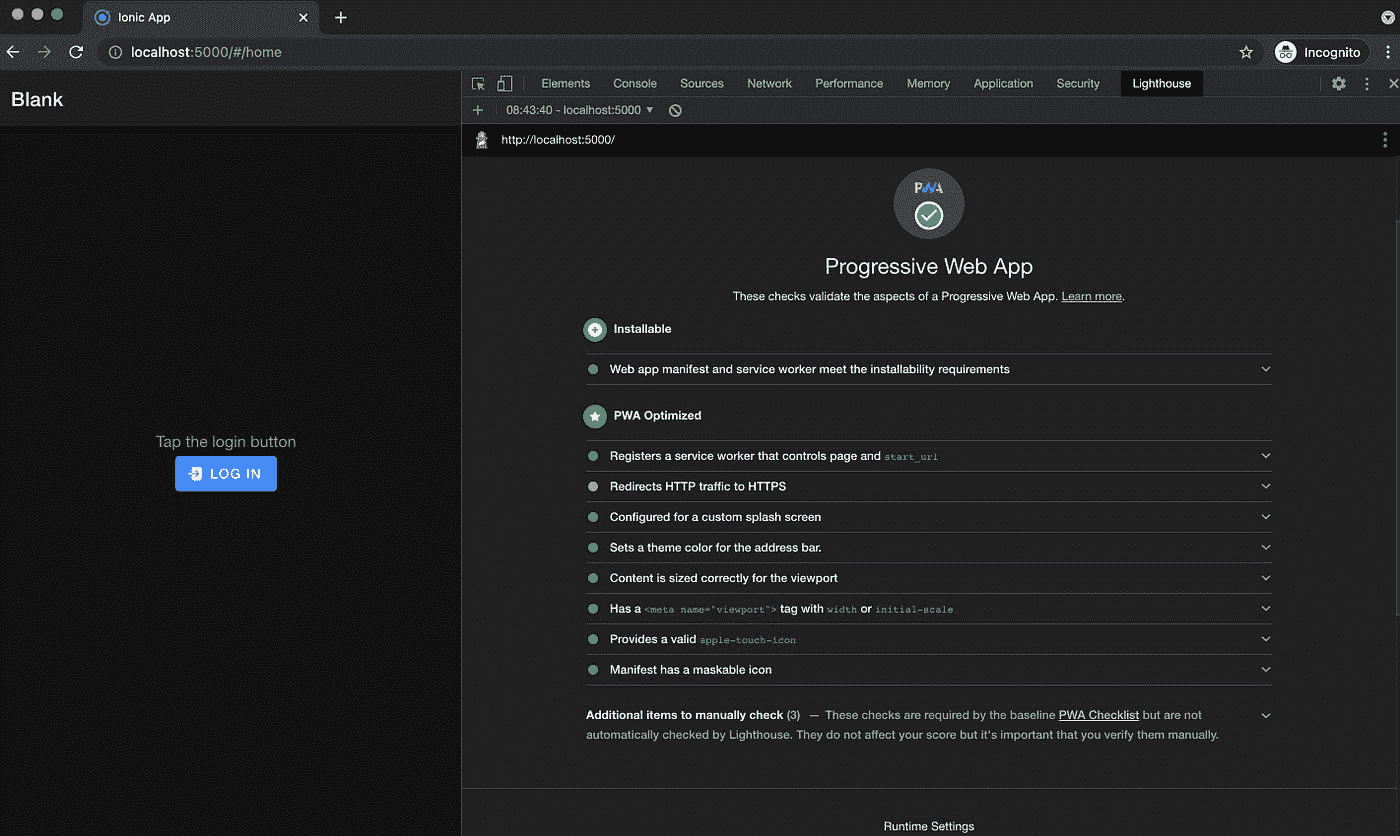 Ionic App
localhost:5000/#/home
Incognito
Blank
Elements Console Sources Network Performance Memory Application Security Lighthouse
08:43:40 - localhost:5000
http://localhost:5000/
PWA
Progressive Web App
These checks validate the aspects of a Progressive Web App. Learn more.
Installable
Web app manifest and service worker meet the installability requirements
PWA Optimized
Registers a service worker that controls page and start_url
Redirects HTTP traffic to HTTPS
Configured for a custom splash screen
Sets a theme color for the address bar.
Content is sized correctly for the viewport
Has a <meta name="viewport"> tag with width or initial-scale
Provides a valid apple-touch-icon
Manifest has a maskable icon
Additional items to manually check (3) — These checks are required by the baseline PWA Checklist but are not
automatically checked by Lighthouse. They do not affect your score but it's important that you verify them manually.
Runtime Settings
Tap the login button
LOG IN